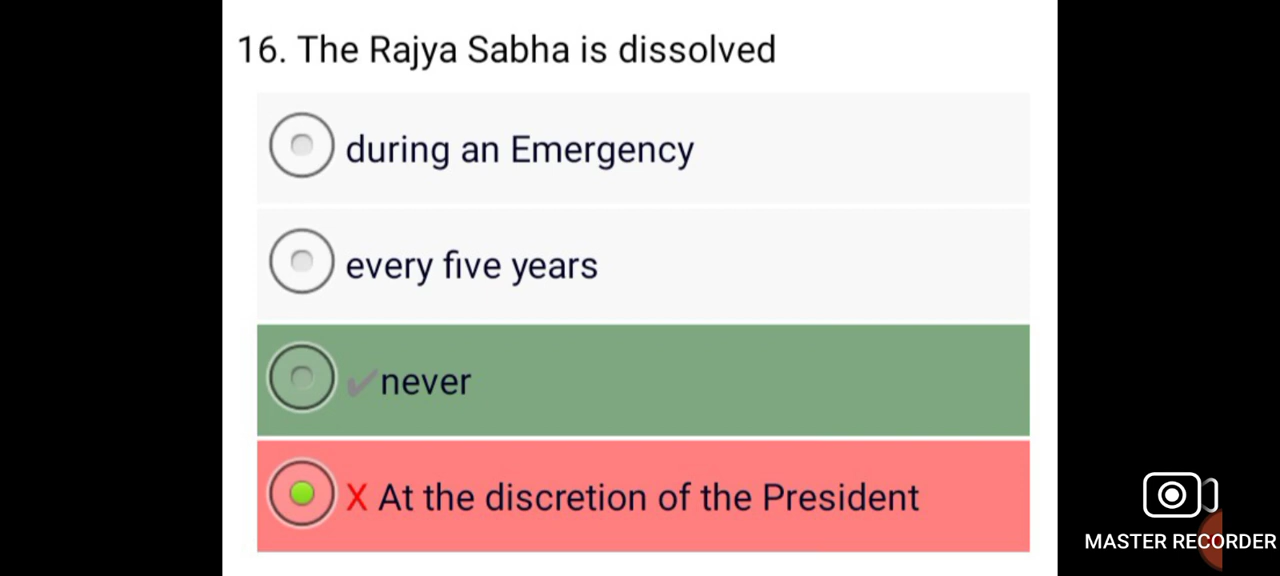 16. The Rajya Sabha is dissolved
during an Emergency
every five years
✔never
X At the discretion of the President
MASTER RECORDER